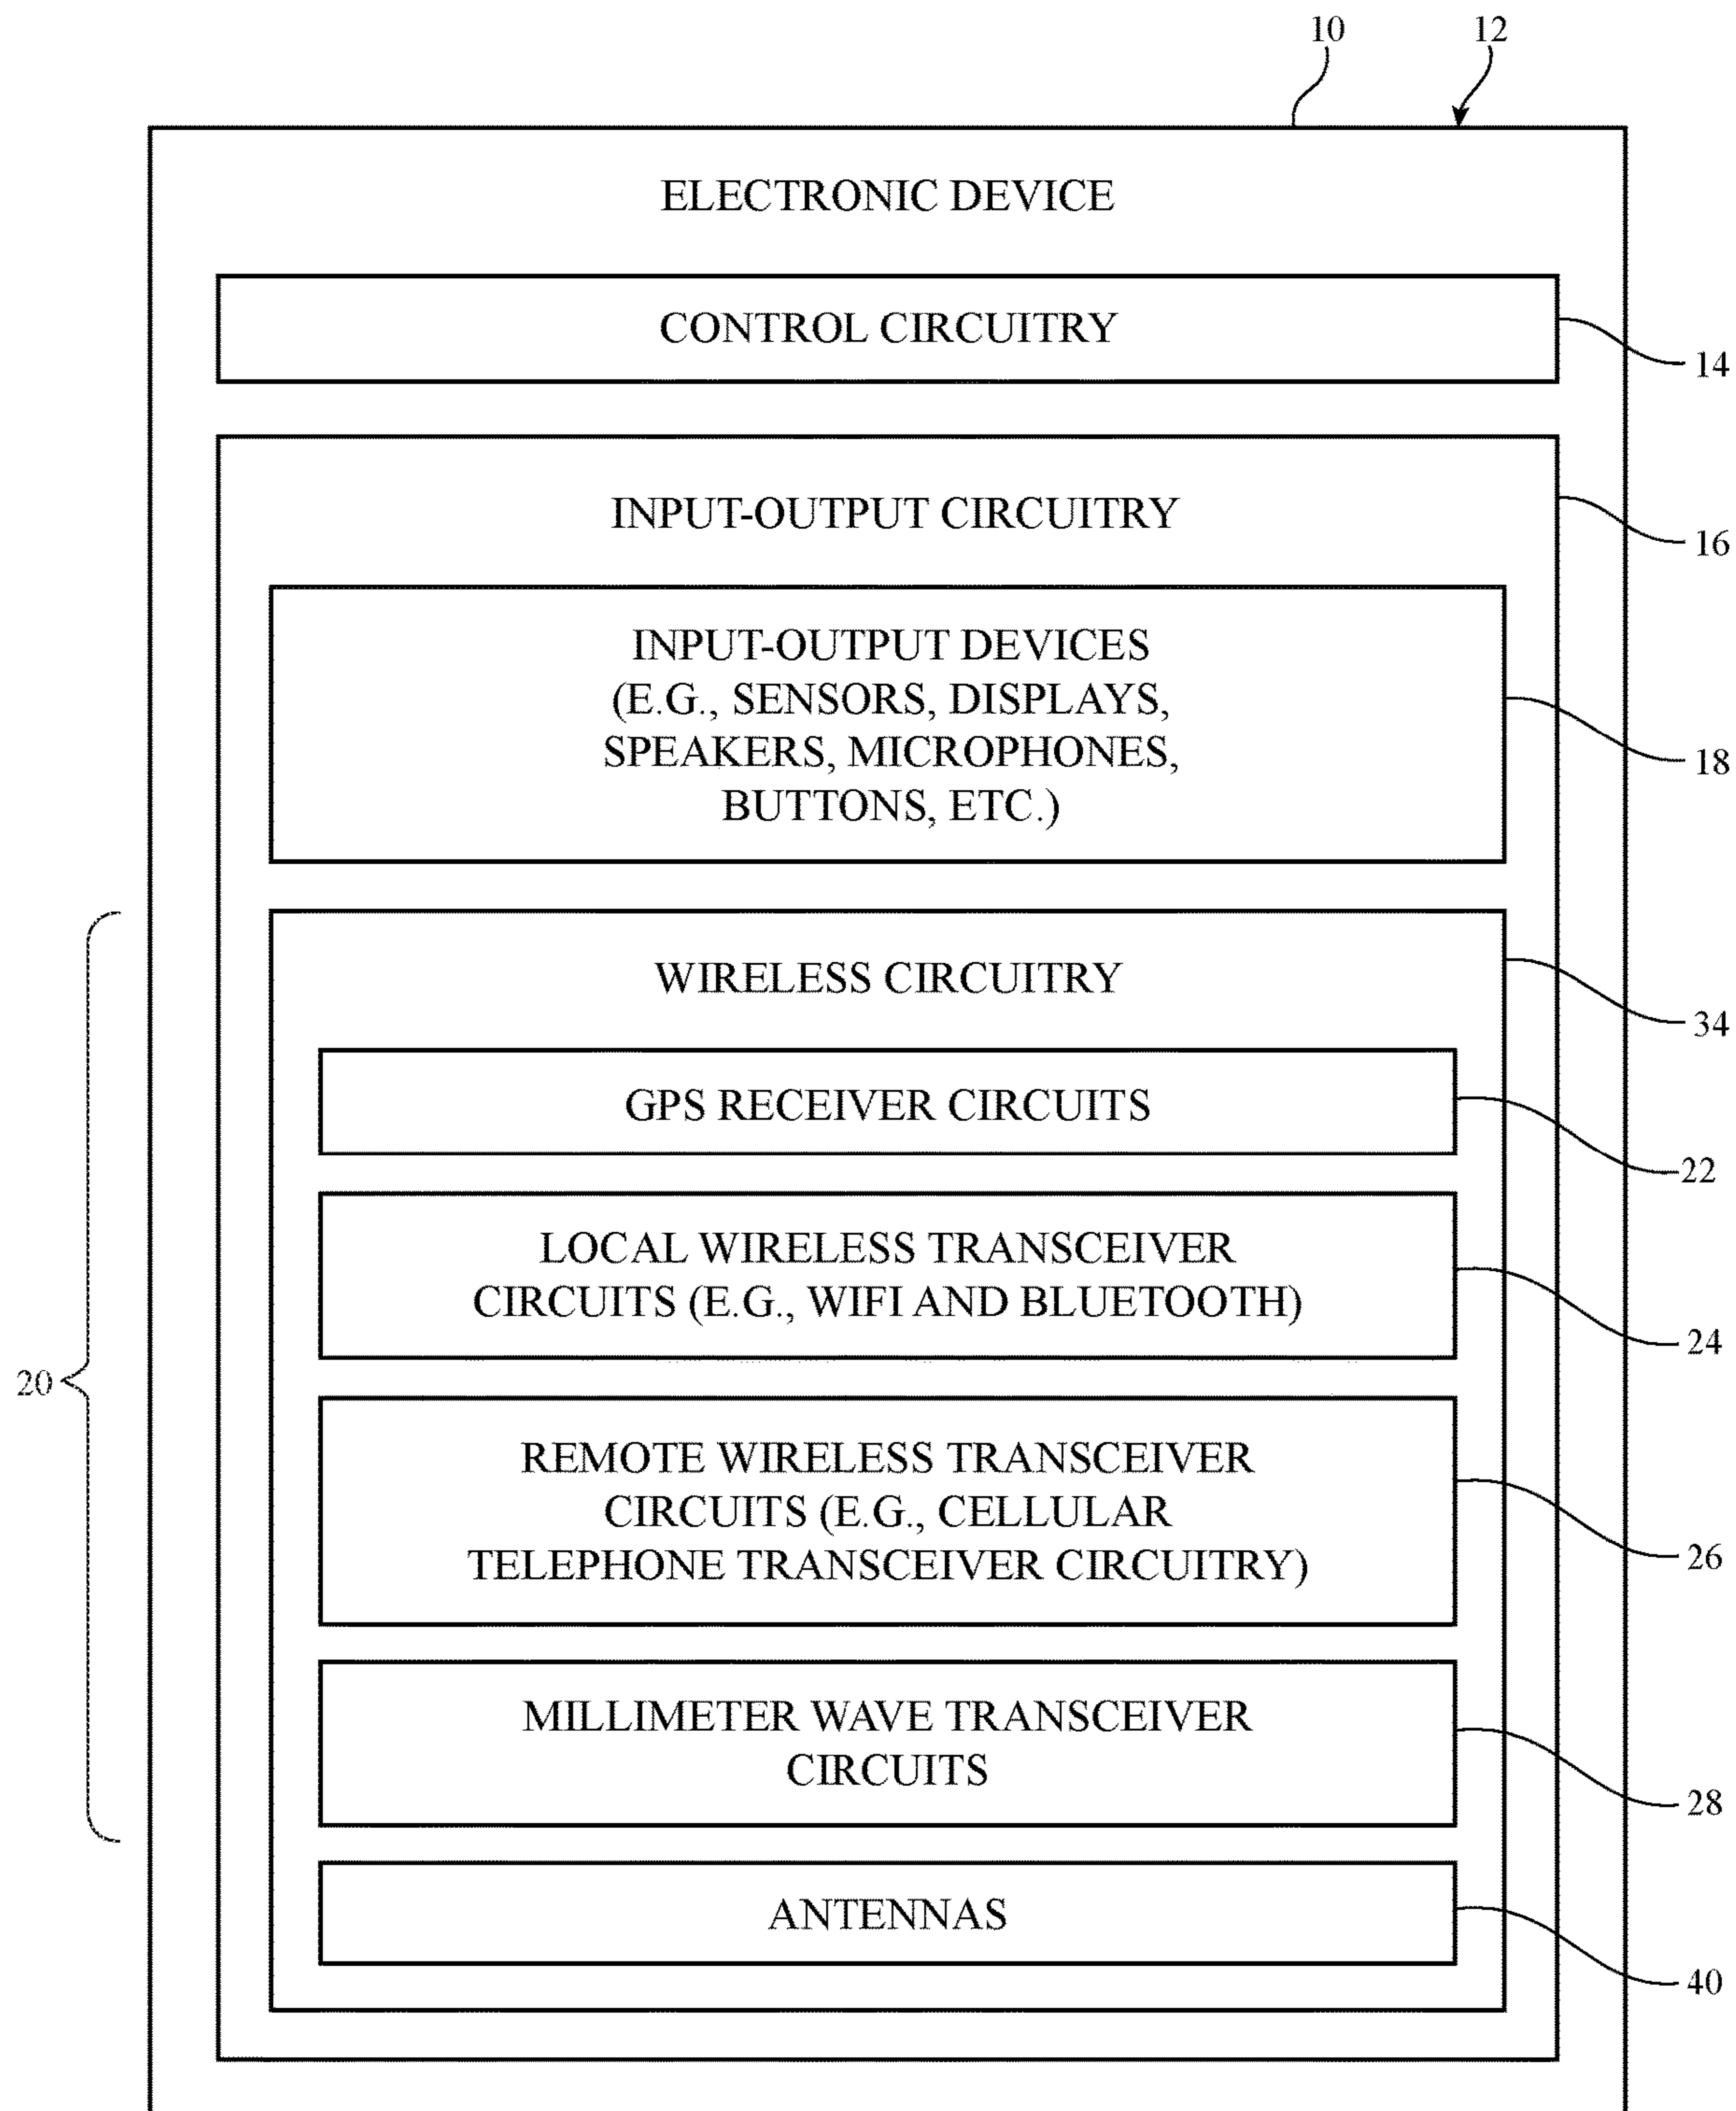 10
12
ELECTRONIC DEVICE
CONTROL CIRCUITRY
14
INPUT-OUTPUT CIRCUITRY
16
INPUT-OUTPUT DEVICES
(E.G., SENSORS, DISPLAYS,
SPEAKERS, MICROPHONES,
BUTTONS, ETC.)
18
WIRELESS CIRCUITRY
34
GPS RECEIVER CIRCUITS
22
LOCAL WIRELESS TRANSCEIVER
CIRCUITS (E.G., WIFI AND BLUETOOTH)
24
20
REMOTE WIRELESS TRANSCEIVER
CIRCUITS (E.G., CELLULAR
TELEPHONE TRANSCEIVER CIRCUITRY)
26
MILLIMETER WAVE TRANSCEIVER
CIRCUITS
28
ANTENNAS
40